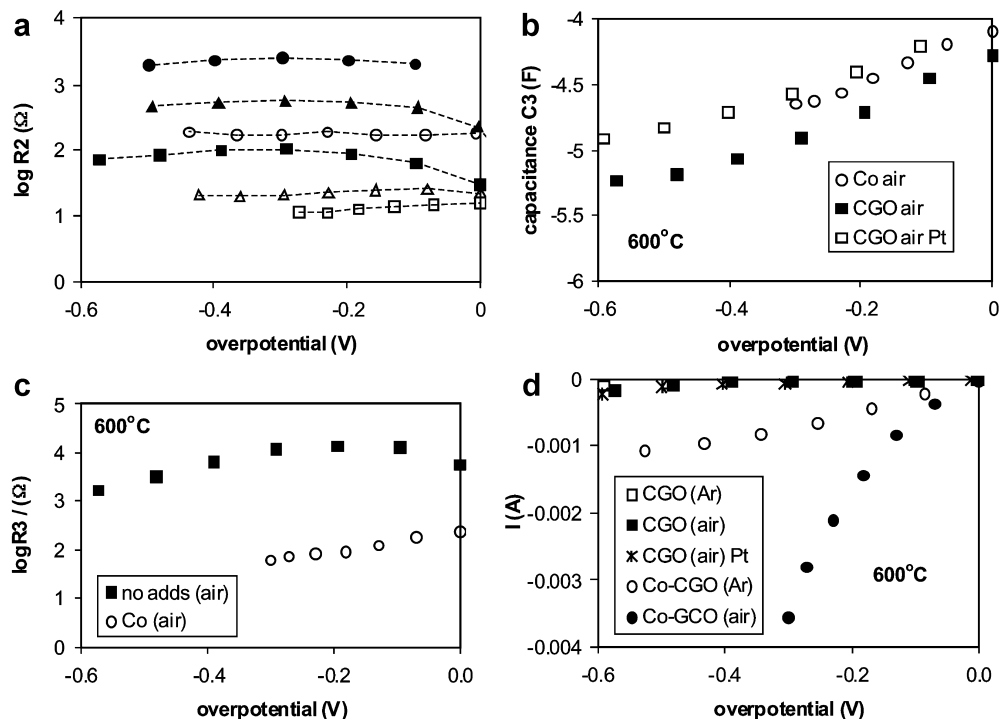 a
4
3
2
1
0
-0.6
-0.4
-0.2
0
log R2 (Ω)
overpotential (V)
b
-4
-4.5
-5
-5.5
-6
-0.6
-0.4
-0.2
0
capacitance C3 (F)
overpotential (V)
600°C
Co air
CGO air
CGO air Pt
c
5
4
3
2
1
0
-0.6
-0.4
-0.2
0.0
logR3 / (Ω)
overpotential (V)
600°C
no adds (air)
Co (air)
d
0
-0.001
-0.002
-0.003
-0.004
-0.6
-0.4
-0.2
0.0
I (A)
overpotential (V)
600°C
CGO (Ar)
CGO (air)
CGO (air) Pt
Co-CGO (Ar)
Co-GCO (air)